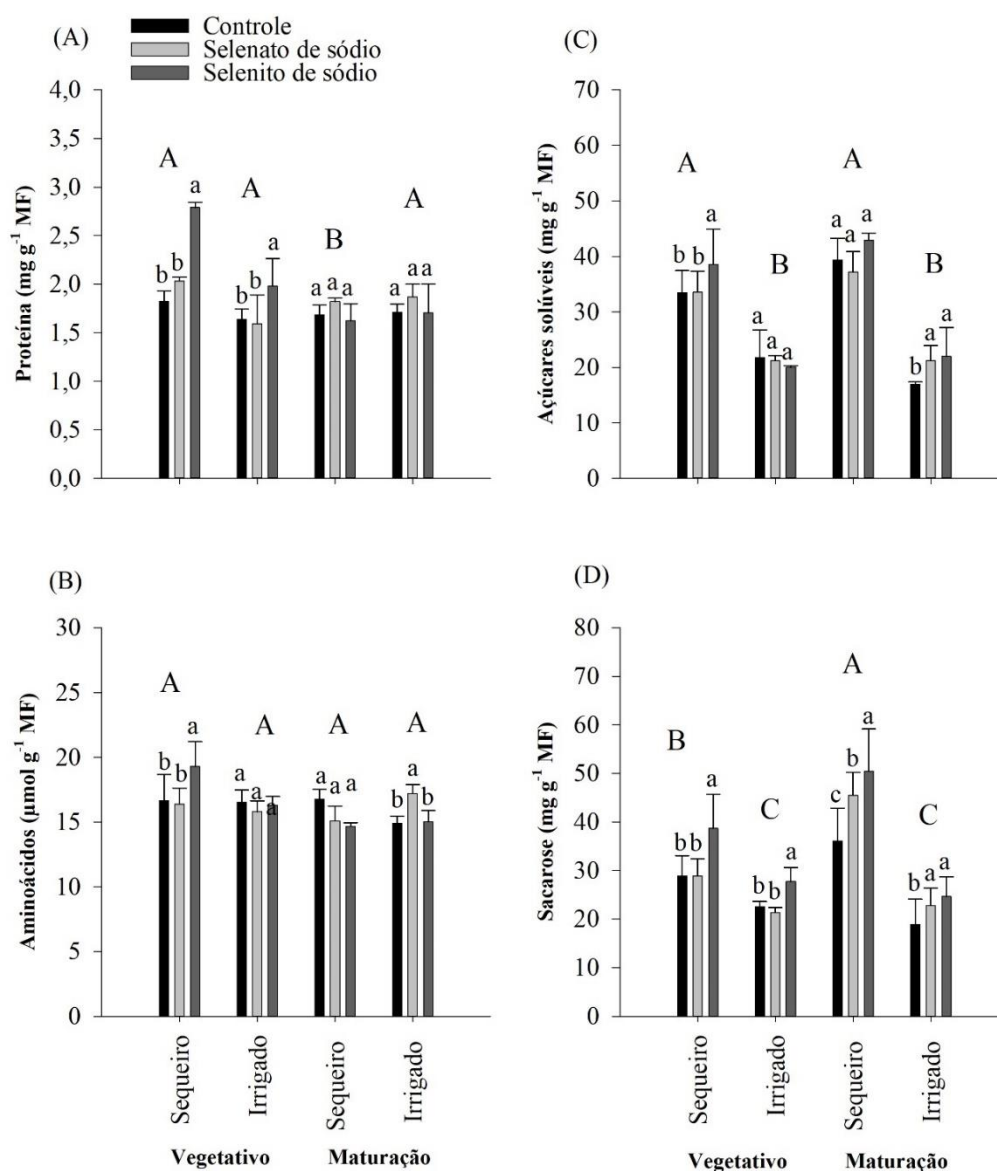 (A)
Controle
Selenato de sódio
Selenito de sódio
Proteína (mg g-1 MF)
4,0
3,5
3,0
2,5
2,0
1,5
1,0
0,5
0,0
A
A
B
A
b b a
b b a
a a a
a a a
(C)
Açúcares solúveis (mg g-1 MF)
70
60
50
40
30
20
10
0
A
B
A
B
b b a
a a a
a a a
b a a
(B)
Aminoácidos (µmol g-1 MF)
30
25
20
15
10
5
0
A
A
A
A
b b a
a a a
a a a
b a b
Sequeiro
Irrigado
Sequeiro
Irrigado
Vegetativo
Maturação
(D)
Sacarose (mg g-1 MF)
80
70
60
50
40
30
20
10
0
B
C
A
C
b b a
b b a
c b a
b a a
Sequeiro
Irrigado
Sequeiro
Irrigado
Vegetativo
Maturação